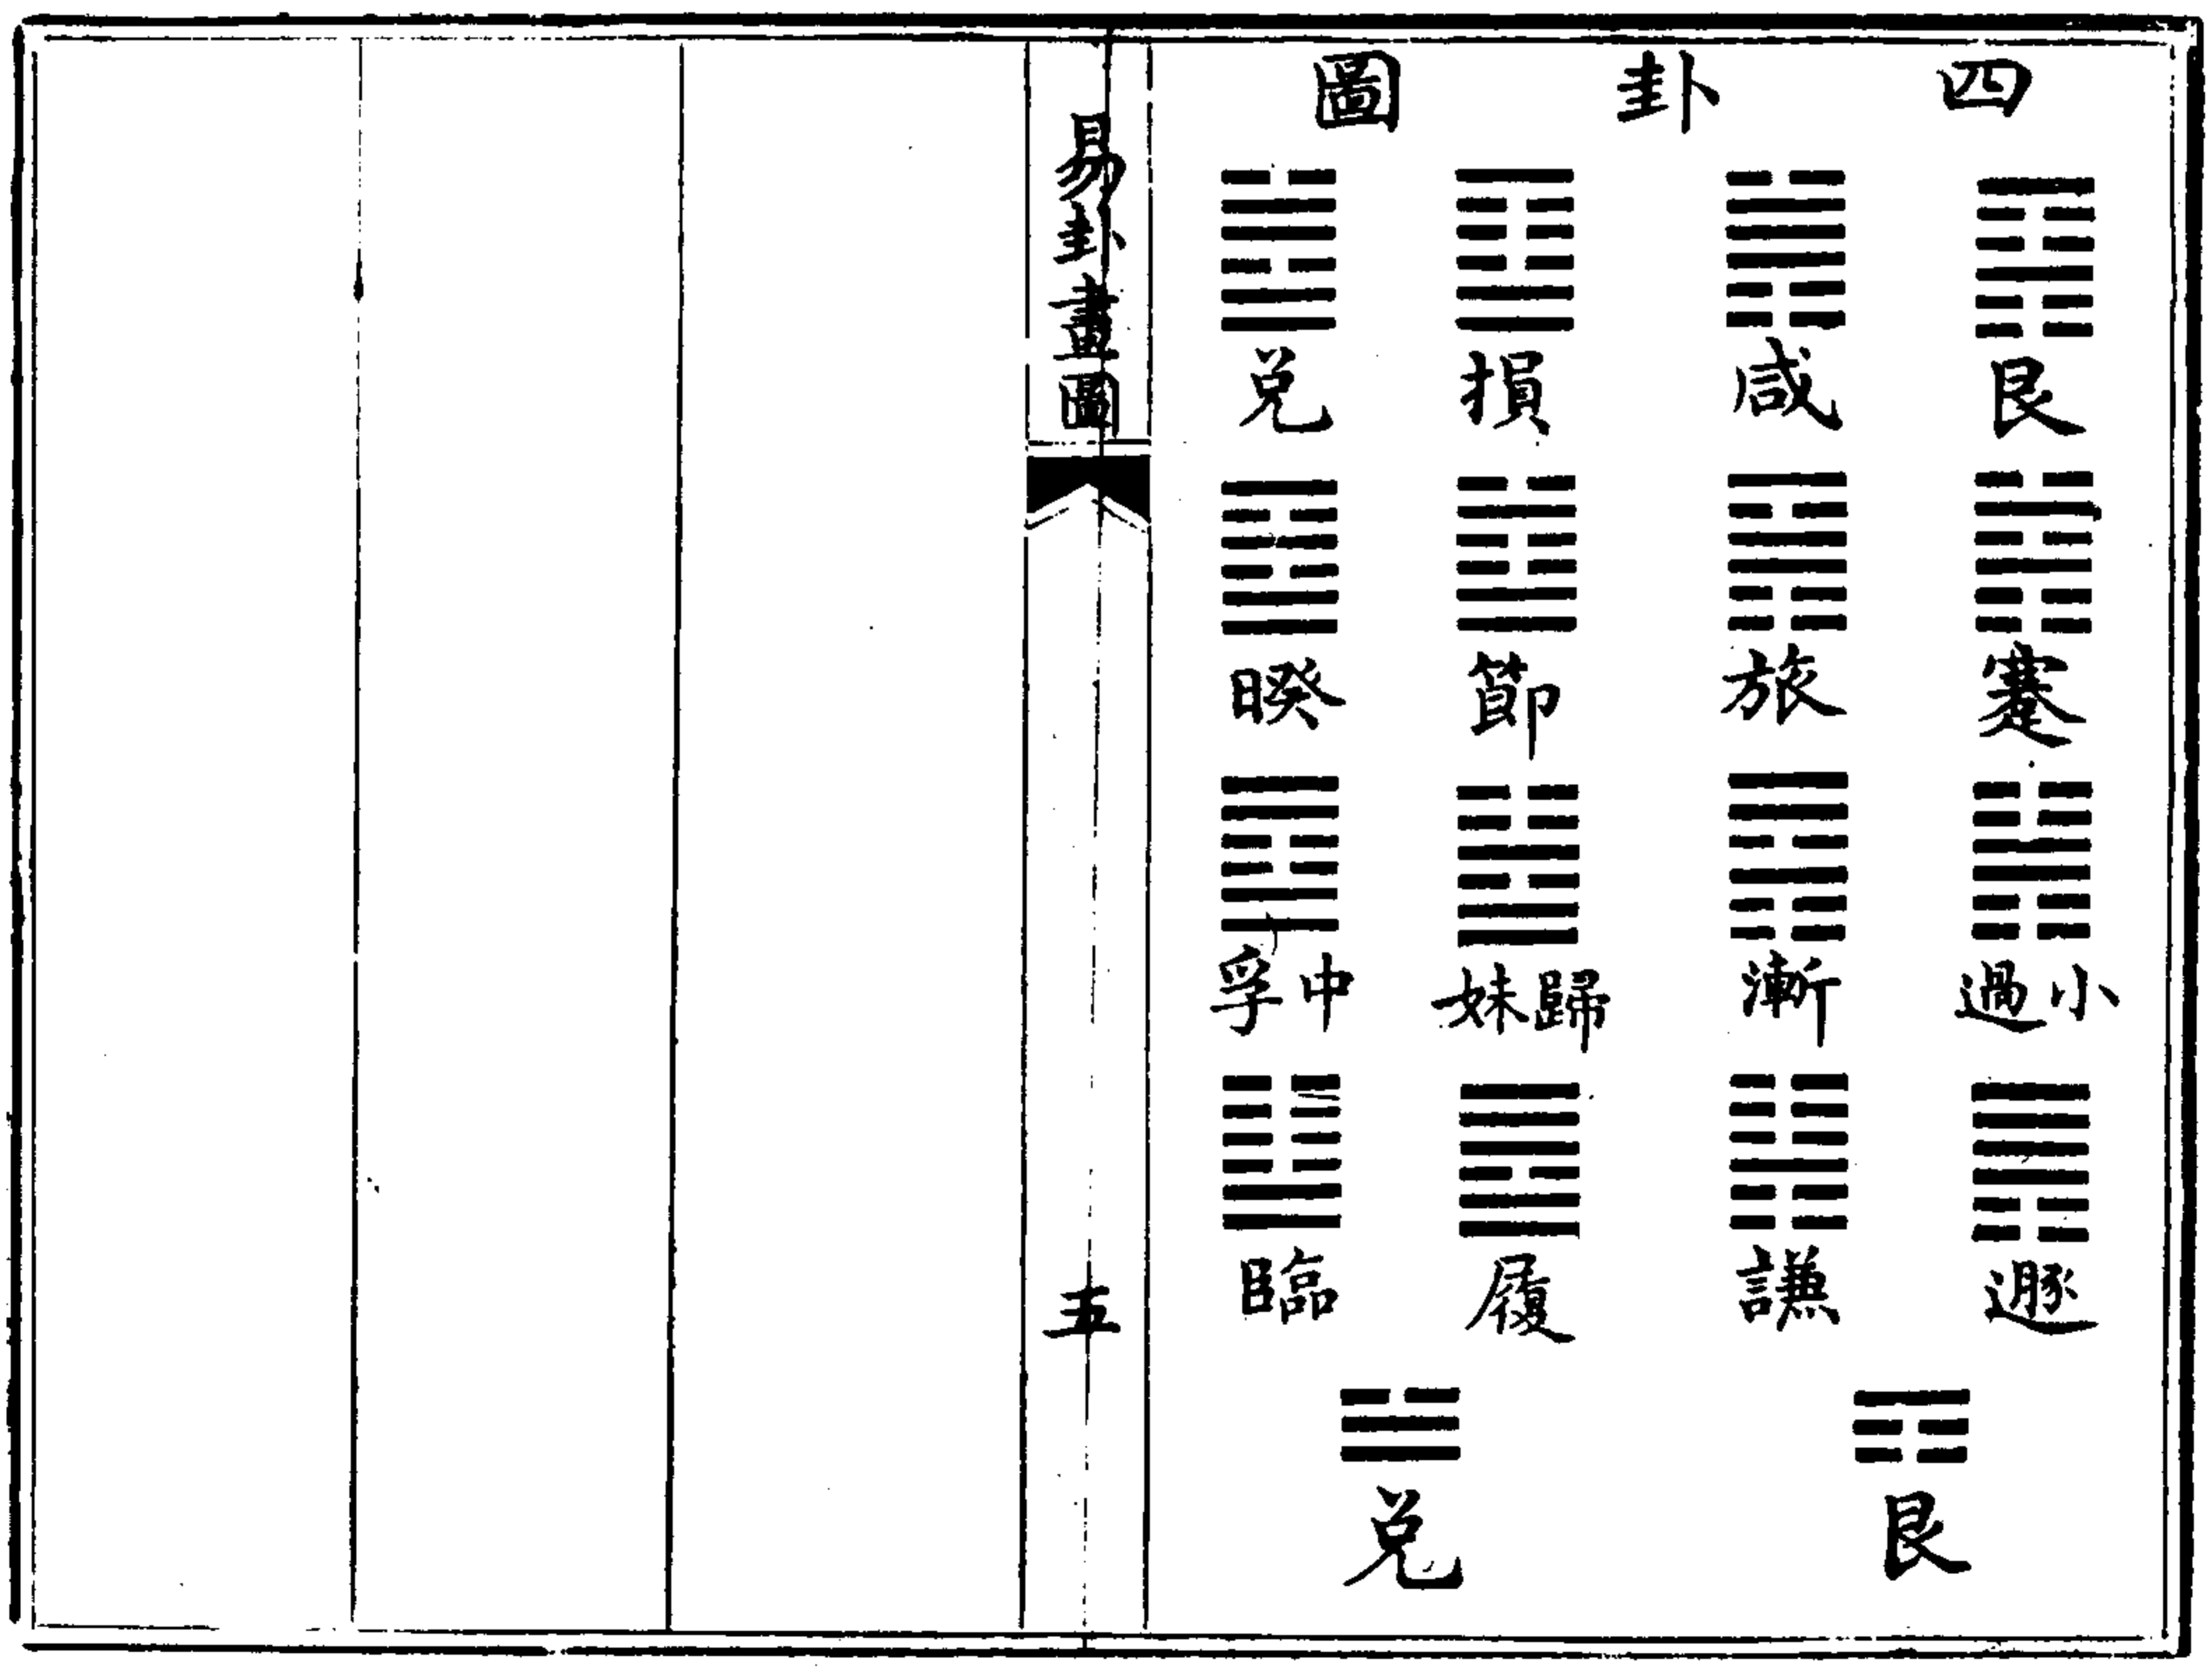 四卦圖
艮咸損兌
蹇旅節睽
小過漸歸妹中孚
遯謙履臨
艮兌
易卦畫圖
五